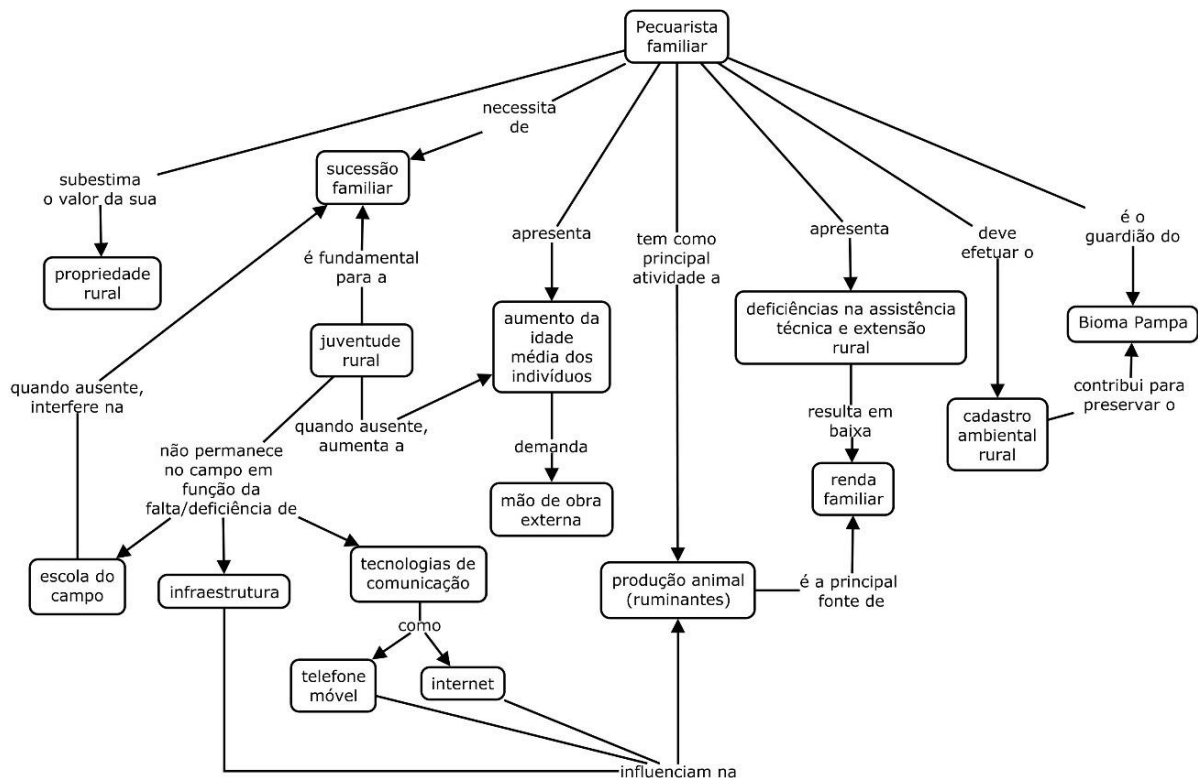 Pecuarista
familiar
necessita
de
sucessão
familiar
subestima
o valor da sua
propriedade
rural
é fundamental
para a
apresenta
tem como
principal
atividade a
apresenta
deve
efetuar o
é o
guardião do
juventude
rural
aumento da
idade
média dos
indivíduos
deficiências na assistência
técnica e extensão
rural
Bioma Pampa
quando ausente,
interfere na
quando ausente,
aumenta a
resulta em
baixa
cadastro
ambiental
rural
contribui para
preservar o
não permanece
no campo em
função da
falta/deficiência de
demanda
mão de obra
externa
renda
familiar
escola do
campo
infraestrutura
tecnologias de
comunicação
produção animal
(ruminantes)
é a principal
fonte de
como
telefone
móvel
internet
influenciam na